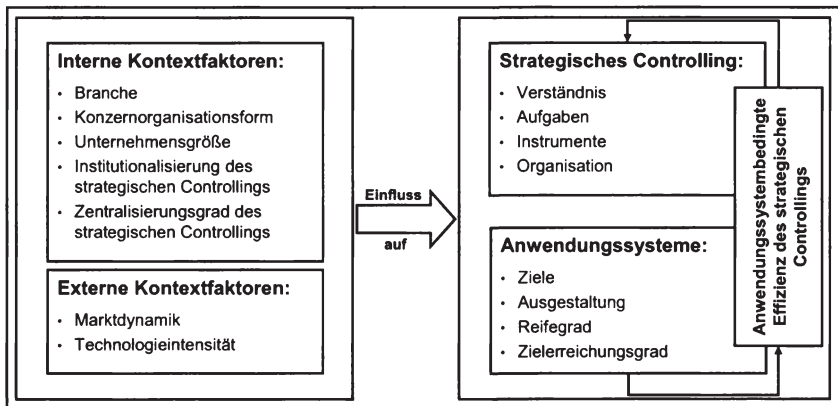 Interne Kontextfaktoren:
• Branche
• Konzernorganisationsform
• Unternehmensgröße
• Institutionalisierung des
strategischen Controllings
• Zentralisierungsgrad des
strategischen Controllings
Externe Kontextfaktoren:
• Marktdynamik
• Technologieintensität
Einfluss
auf
Strategisches Controlling:
• Verständnis
• Aufgaben
• Instrumente
• Organisation
Anwendungssysteme:
• Ziele
• Ausgestaltung
• Reifegrad
• Zielerreichungsgrad
Anwendungssystembedingte
Effizienz des strategischen
Controllings